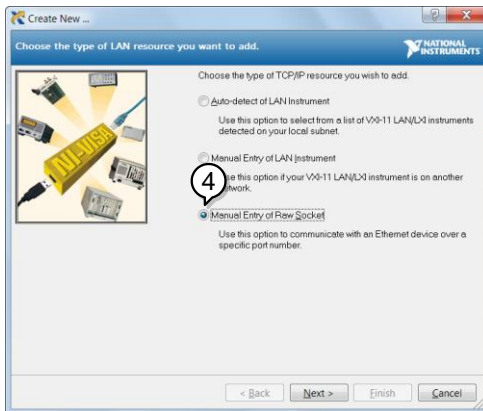 Create New ...
Choose the type of LAN resource you want to add.
NATIONAL
INSTRUMENTS
Choose the type of TCP/IP resource you wish to add.
Auto-detect of LAN Instrument
Use this option to select from a list of VXI-11 LAN/LXI instruments
detected on your local subnet.
Manual Entry of LAN Instrument
this option if your VXI-11 LAN/LXI instrument is on another
4
Manual Entry of Raw Socket
Use this option to communicate with an Ethernet device over a
specific port number.
NI-VISA
< Back
Next >
Finish
Cancel